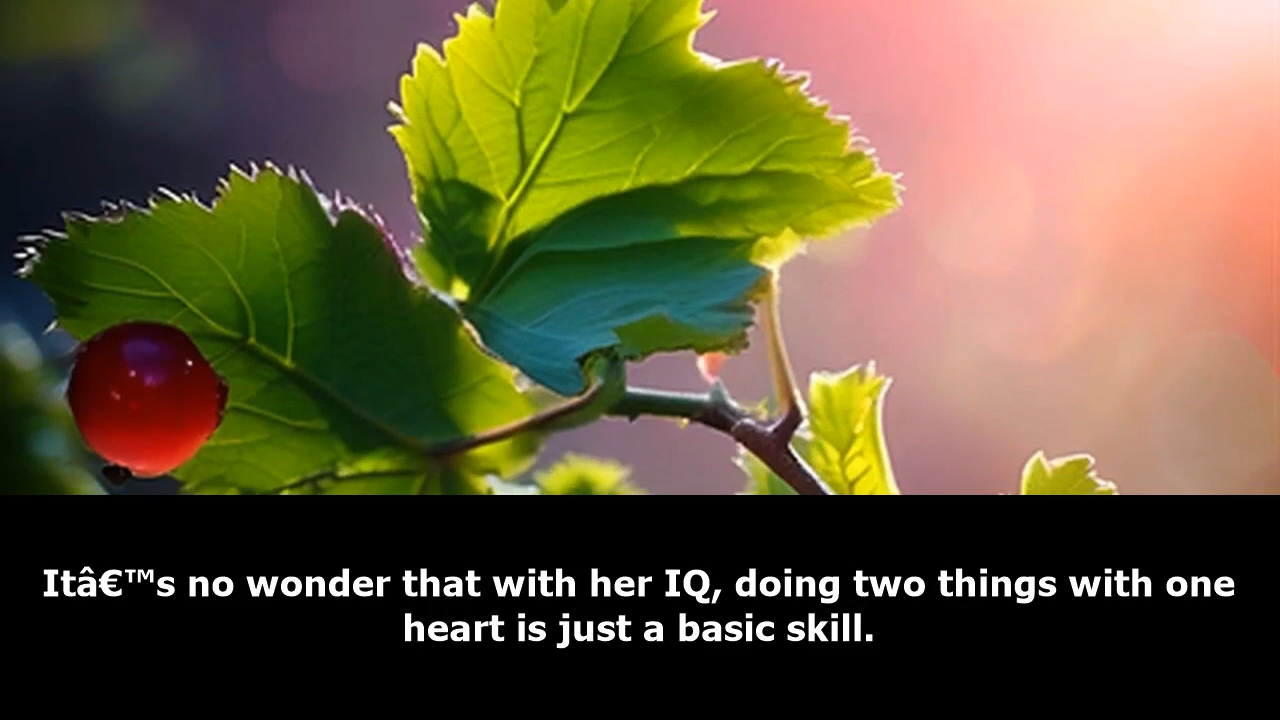 Itâ€™s no wonder that with her IQ, doing two things with one
heart is just a basic skill.